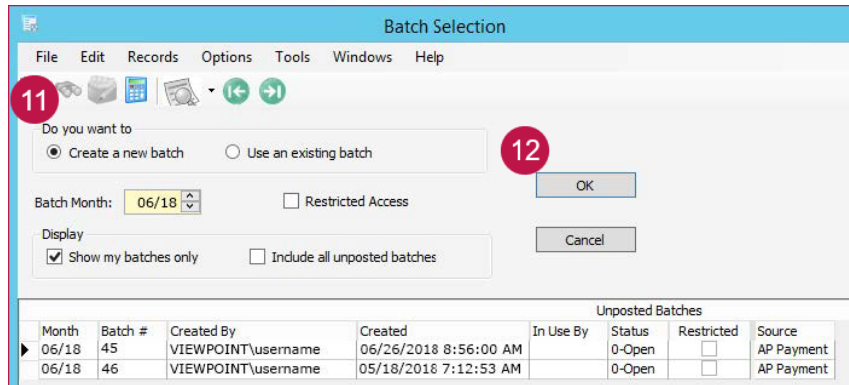 Batch Selection
File Edit Records Options Tools Windows Help
11
Do you want to
Create a new batch Use an existing batch
12
OK
Batch Month: 06/18 Restricted Access
Display
Cancel
Show my batches only Include all unposted batches
Unposted Batches
Month Batch # Created By Created In Use By Status Restricted Source
06/18 45 VIEWPOINT\username 06/26/2018 8:56:00 AM 0-Open AP Payment
06/18 46 VIEWPOINT\username 05/18/2018 7:12:53 AM 0-Open AP Payment